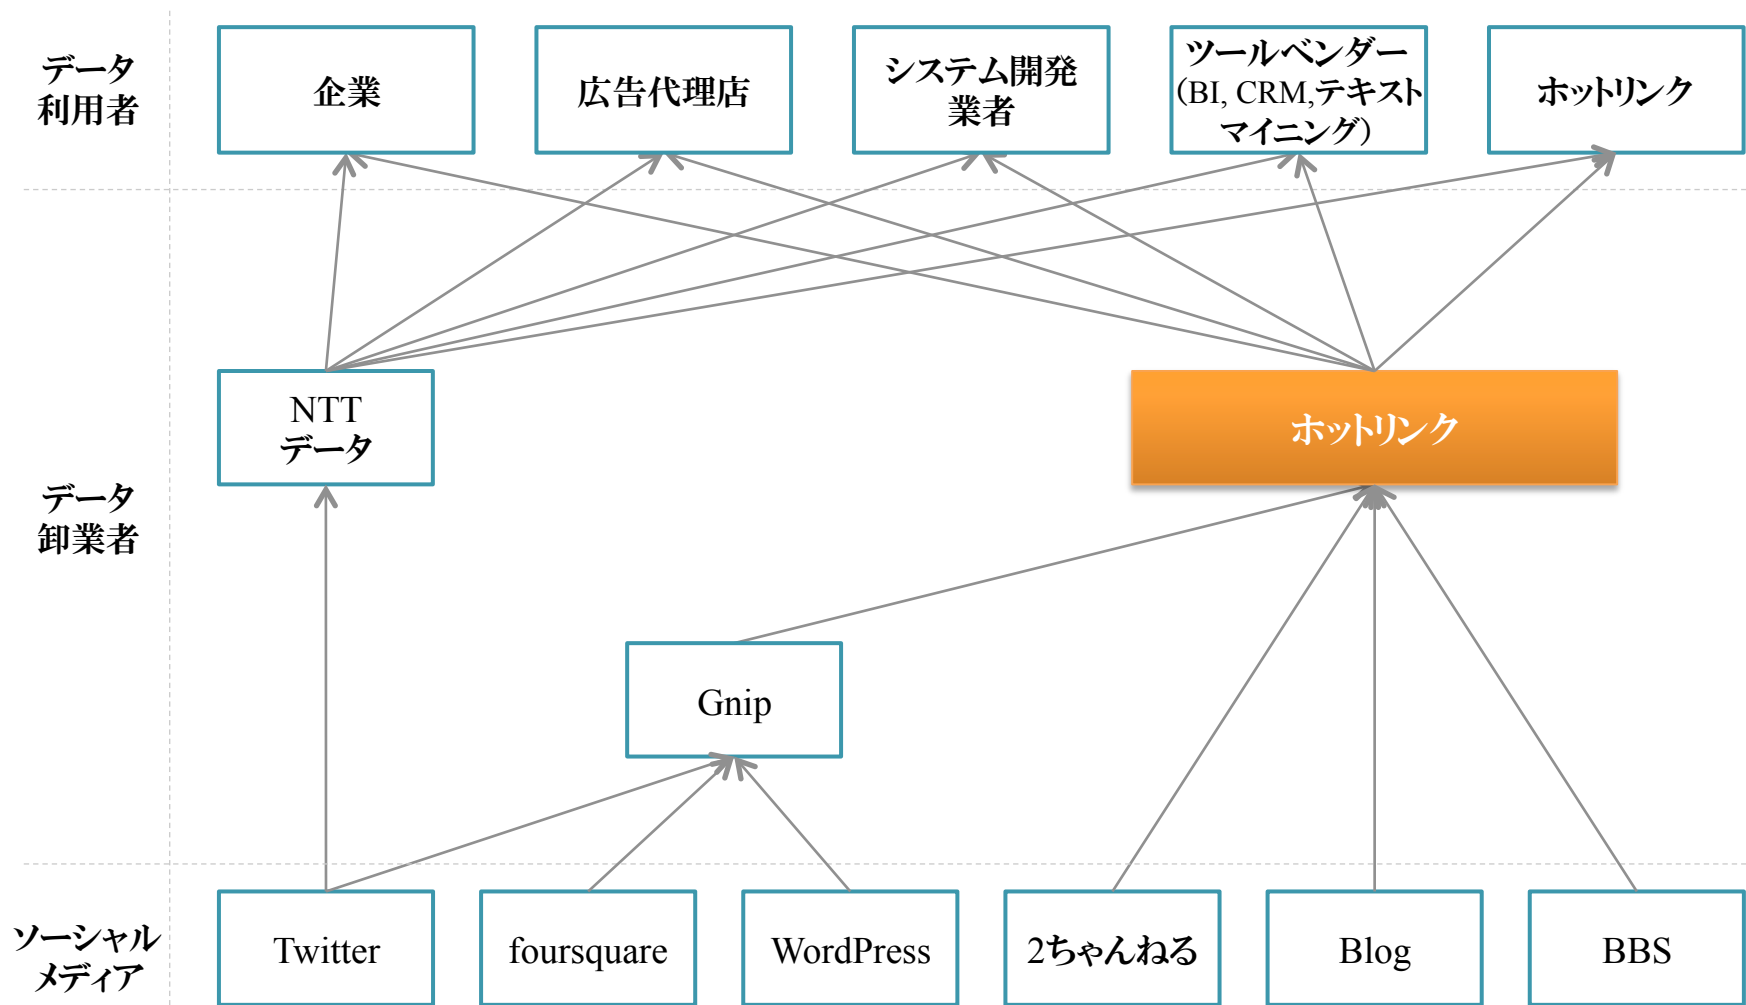 データ
利用者
企業
広告代理店
システム開発
業者
ツールベンダー
(BI, CRM,テキスト
マイニング)
ホットリンク
データ
卸業者
NTT
データ
ホットリンク
Gnip
ソーシャル
メディア
Twitter
foursquare
WordPress
2ちゃんねる
Blog
BBS